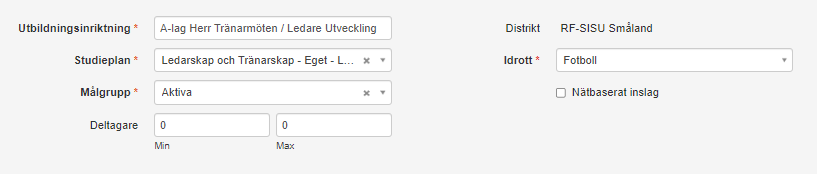 Utbildningsinriktning * A-lag Herr Tränarmöten / Ledare Utveckling Distrikt RF-SISU Småland
Studieplan * Ledarskap och Tränarskap - Eget - L... Idrott * Fotboll
Målgrupp * Aktiva Nätbaserat inslag
Deltagare 0 0
Min Max